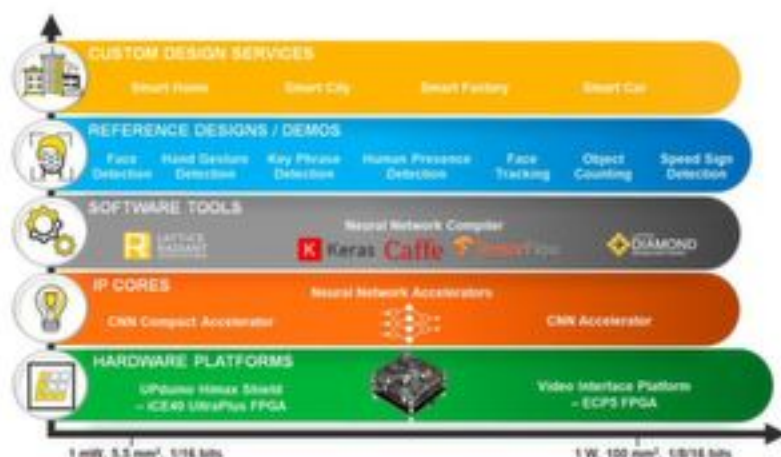 CUSTOM DESIGN SERVICES
Smart Home Smart City Smart Factory Smart Car
REFERENCE DESIGNS / DEMOS
Face Detection Hand Gesture Detection Key Phrase Detection Human Presence Detection Face Tracking Object Counting Speed Sign Detection
SOFTWARE TOOLS
Neural Network Compiler
LATTICE RADIANT Keras Caffe TensorFlow DIAMOND
IP CORES
Neural Network Accelerators
CNN Compact Accelerator CNN Accelerator
HARDWARE PLATFORMS
UPduino Himax Shield
– iCE40 UltraPlus FPGA
Video Interface Platform
– ECP5 FPGA
1 mW, 5.5 mm², 1/16 bits 1 W, 100 mm², 1/8/16 bits